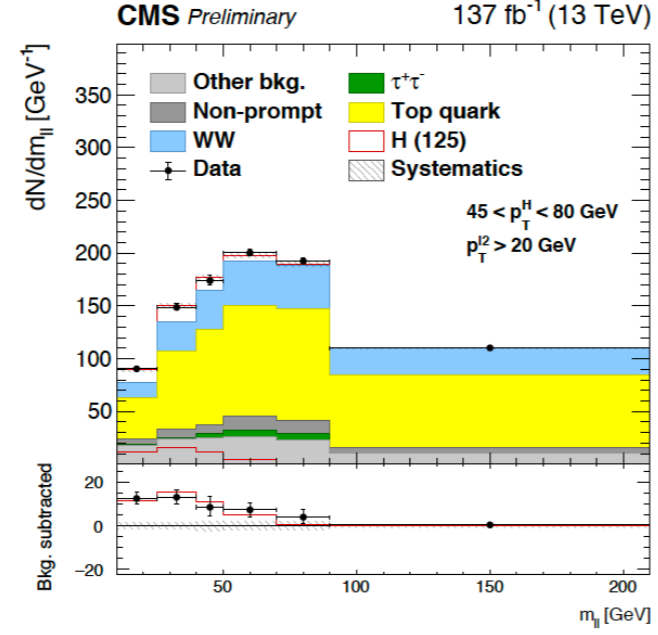 CMS Preliminary 137 fb⁻¹ (13 TeV)
dN/dm_ll [GeV⁻¹]
350
300
250
200
150
100
50
Other bkg.
τ⁺τ⁻
Non-prompt
Top quark
WW
H (125)
Data
Systematics
45 < p_T^H < 80 GeV
p_T^l2 > 20 GeV
Bkg. subtracted
20
0
−20
50
100
150
200
m_ll [GeV]